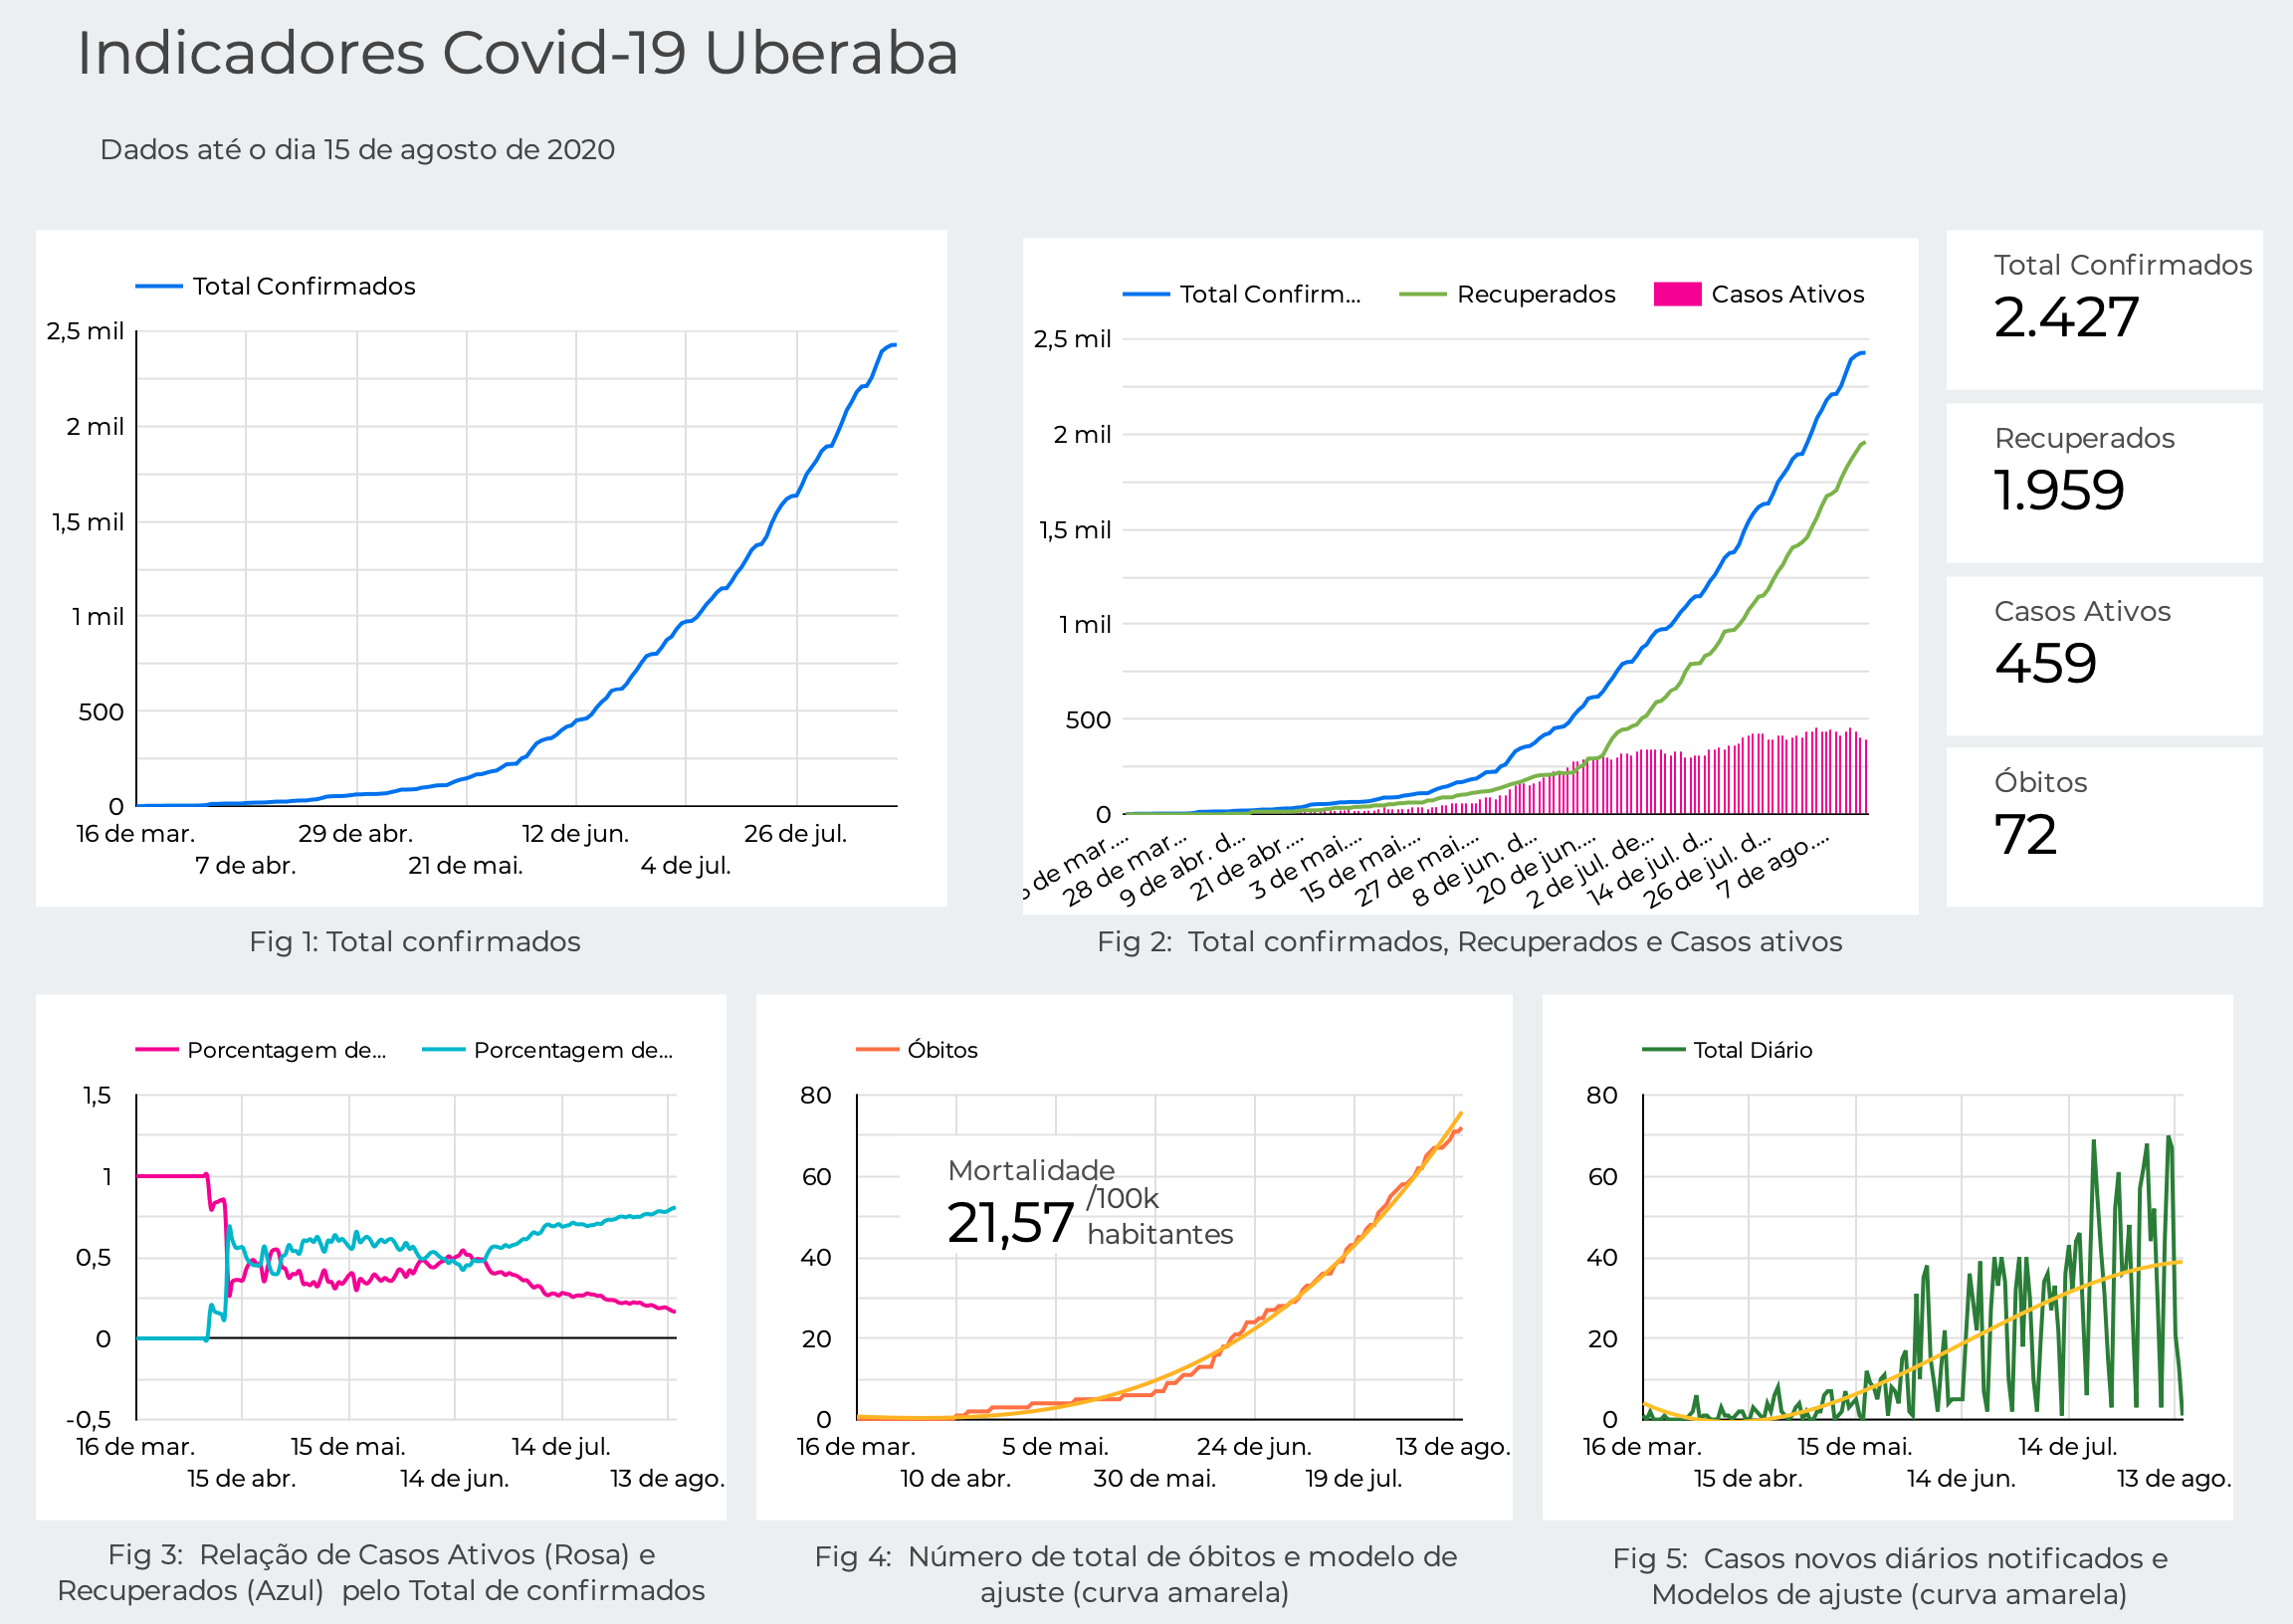 Indicadores Covid-19 Uberaba
Dados até o dia 15 de agosto de 2020
Total Confirmados
2,5 mil
2 mil
1,5 mil
1 mil
500
0
16 de mar.
29 de abr.
12 de jun.
26 de jul.
7 de abr.
21 de mai.
4 de jul.
Fig 1: Total confirmados
Total Confirm...
Recuperados
Casos Ativos
2,5 mil
2 mil
1,5 mil
1 mil
500
0
de mar....
28 de mar...
9 de abr. d...
21 de abr....
3 de mai....
15 de mai....
27 de mai....
8 de jun. d...
20 de jun....
2 de jul. de...
14 de jul. d...
26 de jul. d...
7 de ago....
Fig 2: Total confirmados, Recuperados e Casos ativos
Total Confirmados
2.427
Recuperados
1.959
Casos Ativos
459
Óbitos
72
Porcentagem de...
Porcentagem de...
1,5
1
0,5
0
-0,5
16 de mar.
15 de mai.
14 de jul.
15 de abr.
14 de jun.
13 de ago.
Fig 3: Relação de Casos Ativos (Rosa) e
Recuperados (Azul) pelo Total de confirmados
Óbitos
80
60
40
20
0
Mortalidade
21,57
/100k
habitantes
16 de mar.
5 de mai.
24 de jun.
13 de ago.
10 de abr.
30 de mai.
19 de jul.
Fig 4: Número de total de óbitos e modelo de
ajuste (curva amarela)
Total Diário
80
60
40
20
0
16 de mar.
15 de mai.
14 de jul.
15 de abr.
14 de jun.
13 de ago.
Fig 5: Casos novos diários notificados e
Modelos de ajuste (curva amarela)